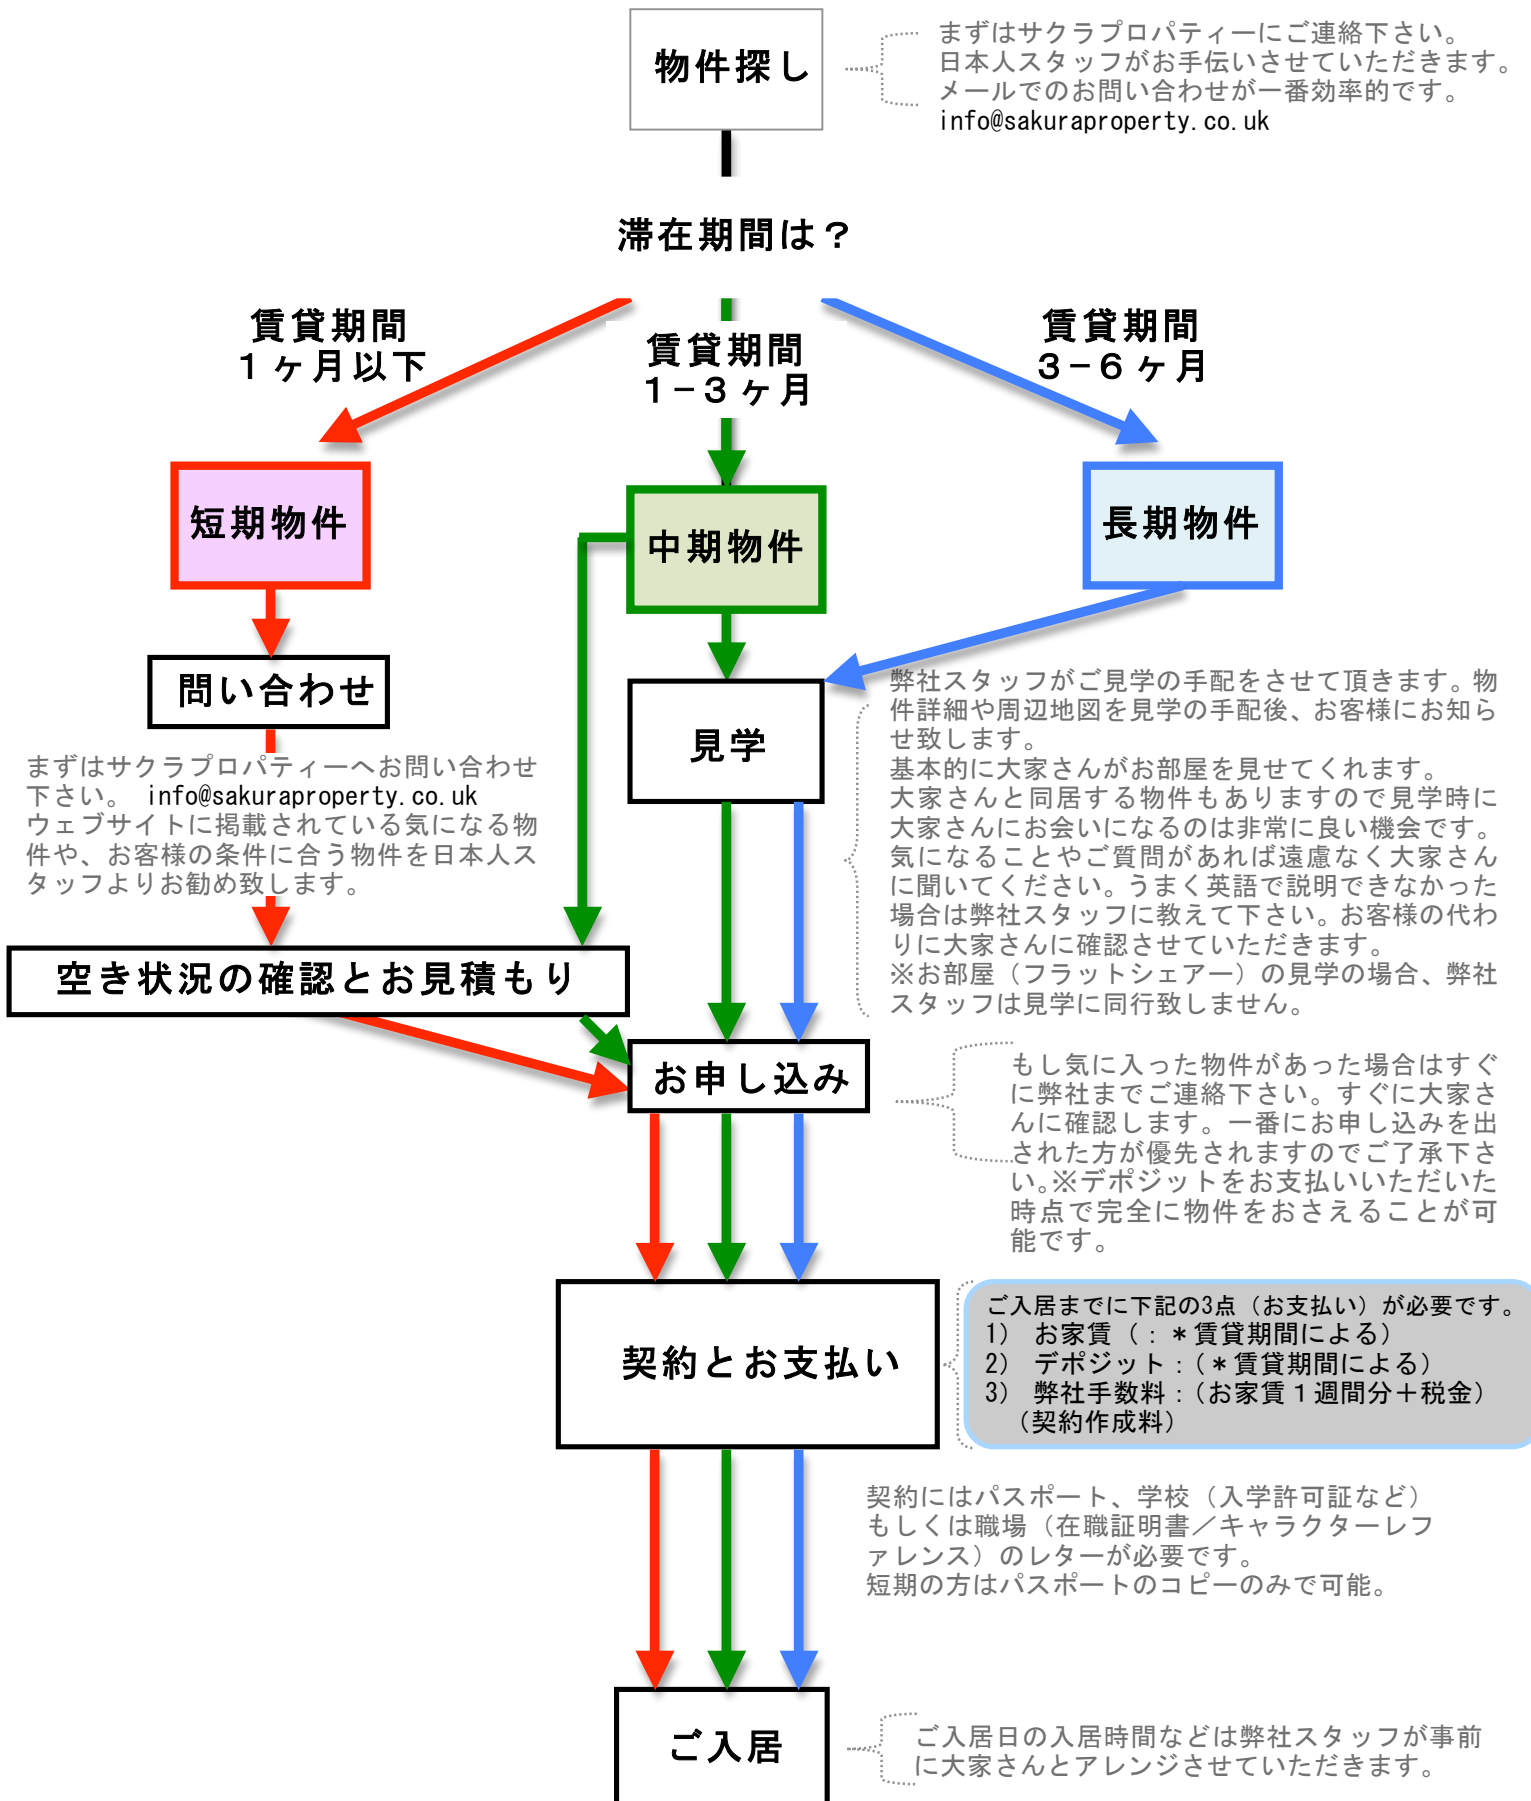 物件探し
まずはサクラプロパティーにご連絡下さい。
日本人スタッフがお手伝いさせていただきます。
メールでのお問い合わせが一番効率的です。
info@sakuraproperty.co.uk
滞在期間は？
賃貸期間
１ヶ月以下
賃貸期間
１−３ヶ月
賃貸期間
３−６ヶ月
短期物件
中期物件
長期物件
問い合わせ
まずはサクラプロパティーへお問い合わせ
下さい。 info@sakuraproperty.co.uk
ウェブサイトに掲載されている気になる物
件や、お客様の条件に合う物件を日本人ス
タッフよりお勧め致します。
見学
弊社スタッフがご見学の手配をさせて頂きます。物
件詳細や周辺地図を見学の手配後、お客様にお知ら
せ致します。
基本的に大家さんがお部屋を見せてくれます。
大家さんと同居する物件もありますので見学時に
大家さんにお会いになるのは非常に良い機会です。
気になることやご質問があれば遠慮なく大家さん
に聞いてください。うまく英語で説明できなかった
場合は弊社スタッフに教えて下さい。お客様の代わ
りに大家さんに確認させていただきます。
※お部屋（フラットシェアー）の見学の場合、弊社
スタッフは見学に同行致しません。
空き状況の確認とお見積もり
お申し込み
もし気に入った物件があった場合はすぐ
に弊社までご連絡下さい。すぐに大家さ
んに確認します。一番にお申し込みを出
された方が優先されますのでご了承下さ
い。※デポジットをお支払いいただいた
時点で完全に物件をおさえることが可
能です。
契約とお支払い
ご入居までに下記の3点（お支払い）が必要です。
1） お家賃（：＊賃貸期間による）
2） デポジット：（＊賃貸期間による）
3） 弊社手数料：（お家賃１週間分＋税金）
（契約作成料）
契約にはパスポート、学校（入学許可証など）
もしくは職場（在職証明書／キャラクターレフ
ァレンス）のレターが必要です。
短期の方はパスポートのコピーのみで可能。
ご入居
ご入居日の入居時間などは弊社スタッフが事前
に大家さんとアレンジさせていただきます。